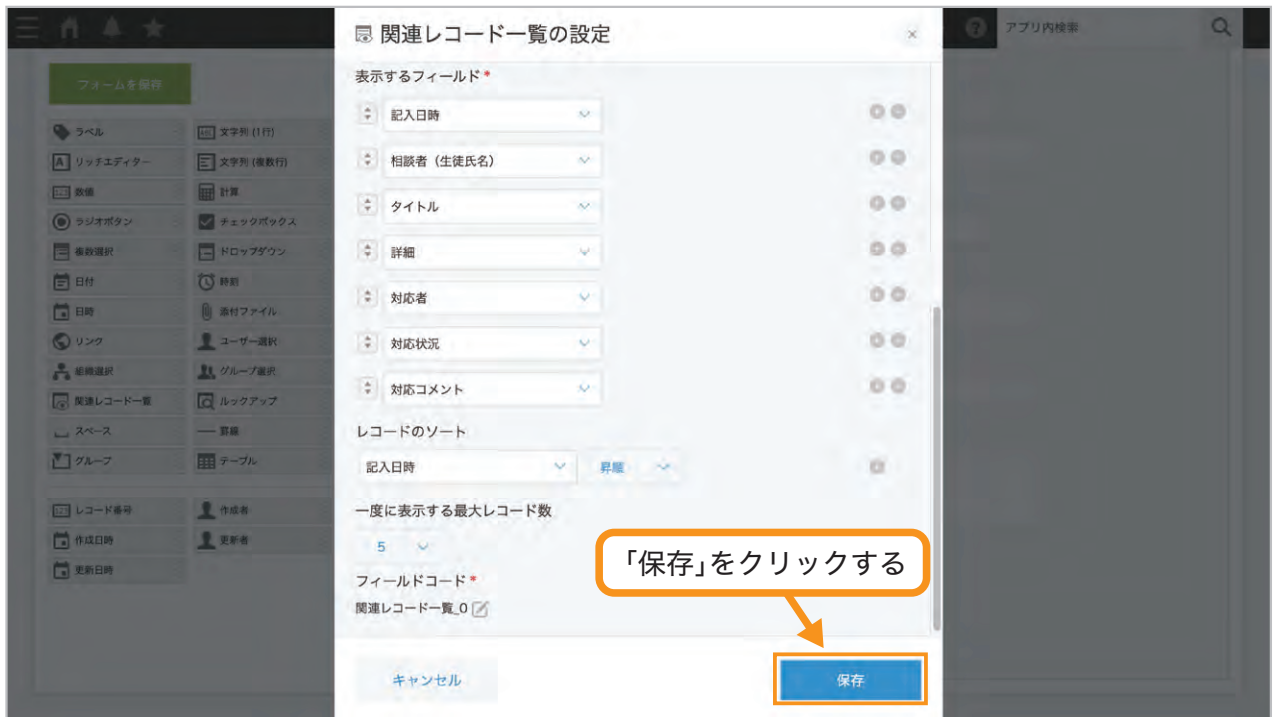 関連レコード一覧の設定
×
? アプリ内検索
表示するフィールド *
フォームを保存
記入日時
ラベル 文字列 (1行)
相談者（生徒氏名）
リッチエディター 文字列 (複数行)
数値 計算
タイトル
ラジオボタン チェックボックス
複数選択 ドロップダウン
詳細
日付 時刻
対応者
日時 添付ファイル
リンク ユーザー選択
対応状況
組織選択 グループ選択
対応コメント
関連レコード一覧 ルックアップ
スペース 罫線
レコードのソート
グループ テーブル
記入日時 昇順
レコード番号 作成者
一度に表示する最大レコード数
作成日時 更新者
5
「保存」をクリックする
更新日時
フィールドコード *
関連レコード一覧_0
キャンセル 保存